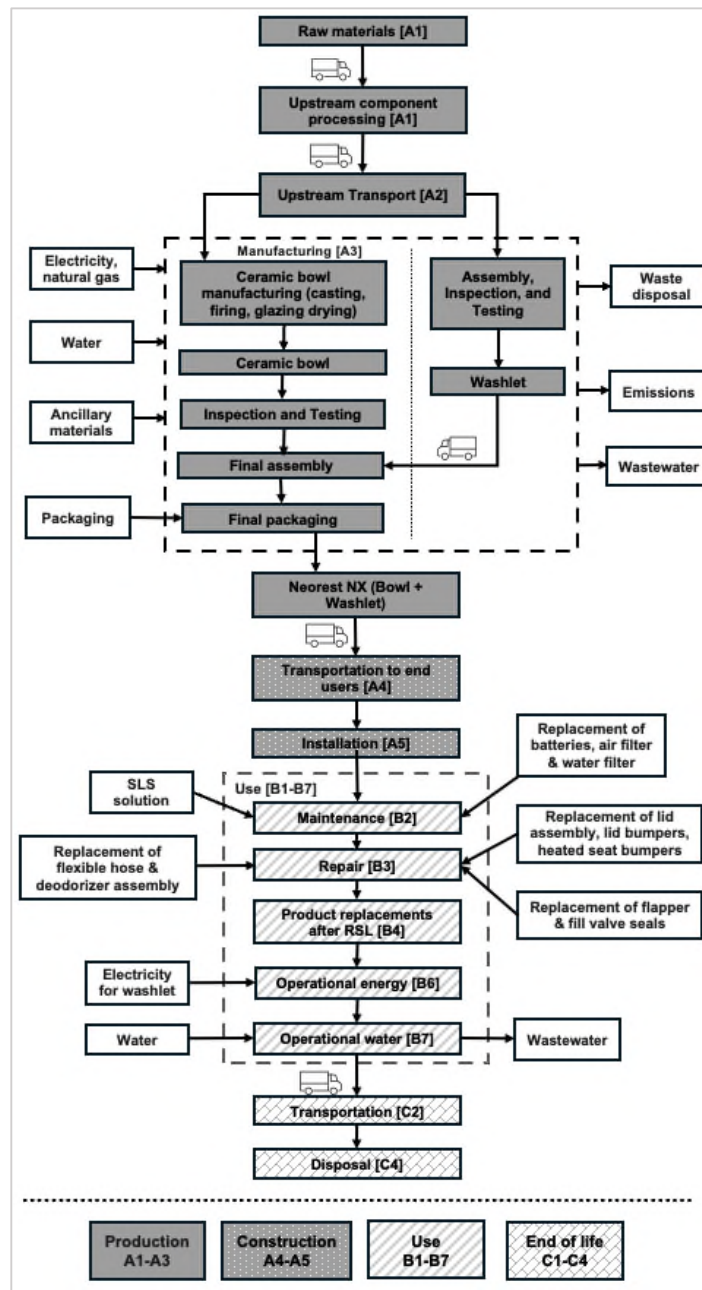 Raw materials [A1]
Upstream component
processing [A1]
Upstream Transport [A2]
Manufacturing [A3]
Electricity,
natural gas
Water
Ancillary
materials
Packaging
Ceramic bowl
manufacturing (casting,
firing, glazing drying)
Ceramic bowl
Inspection and Testing
Final assembly
Final packaging
Assembly,
Inspection, and
Testing
Washlet
Waste
disposal
Emissions
Wastewater
Neorest NX (Bowl +
Washlet)
Transportation to end
users [A4]
Installation [A5]
Use [B1-B7]
SLS
solution
Replacement of
flexible hose &
deodorizer assembly
Electricity
for washlet
Water
Maintenance [B2]
Repair [B3]
Product replacements
after RSL [B4]
Operational energy [B6]
Operational water [B7]
Replacement of
batteries, air filter
& water filter
Replacement of lid
assembly, lid bumpers,
heated seat bumpers
Replacement of flapper
& fill valve seals
Wastewater
Transportation [C2]
Disposal [C4]
Production
A1-A3
Construction
A4-A5
Use
B1-B7
End of life
C1-C4